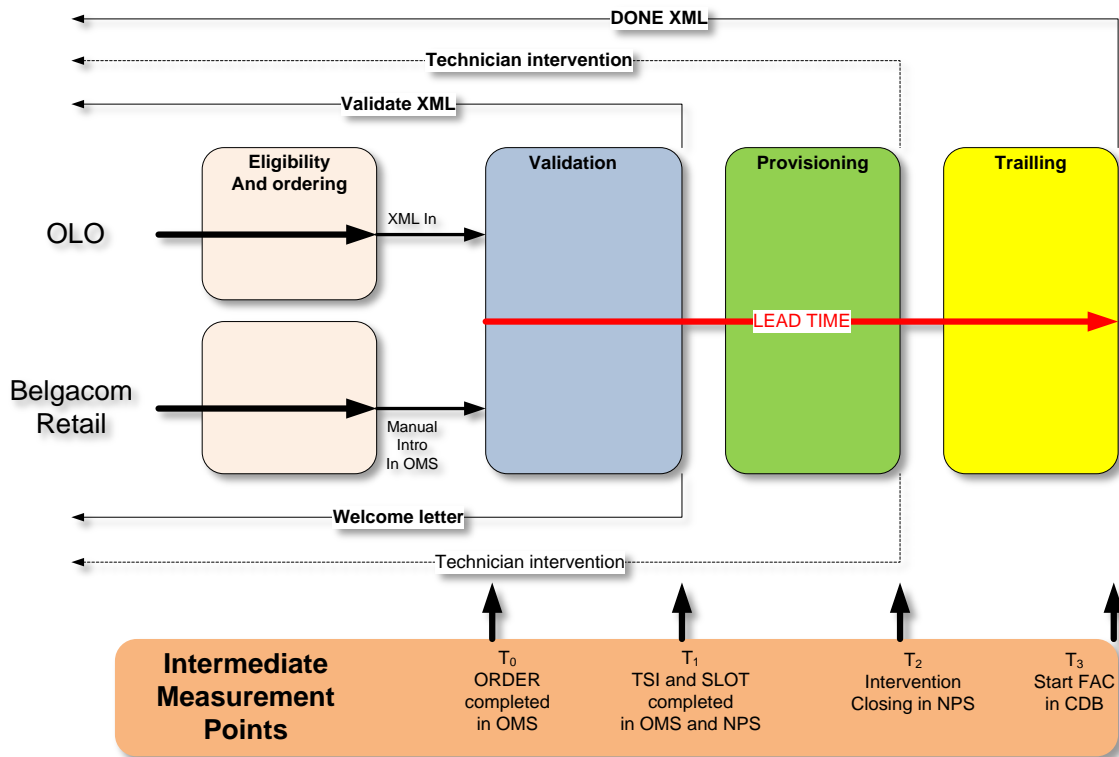 DONE XML
Technician intervention
Validate XML
Eligibility
And ordering
Validation
Provisioning
Trailling
OLO
XML In
LEAD TIME
Belgacom
Retail
Manual
Intro
In OMS
Welcome letter
Technician intervention
Intermediate
Measurement
Points
T0
ORDER
completed
in OMS
T1
TSI and SLOT
completed
in OMS and NPS
T2
Intervention
Closing in NPS
T3
Start FAC
in CDB